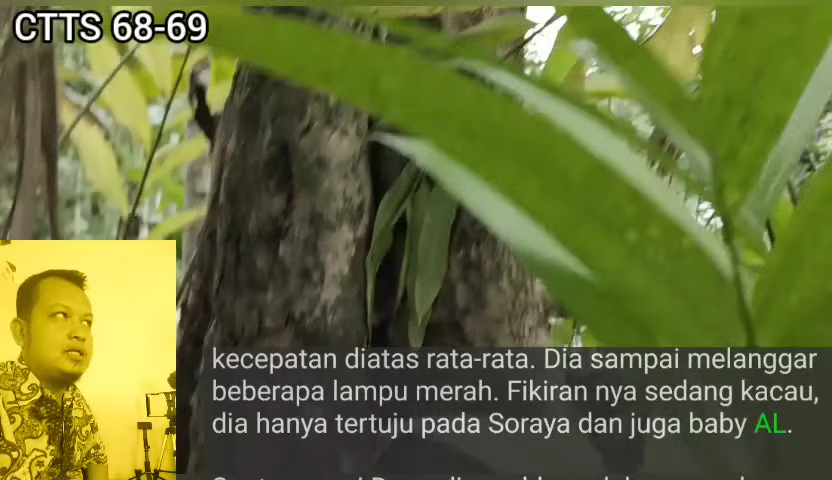 CTTS 68-69
kecepatan diatas rata-rata. Dia sampai melanggar
beberapa lampu merah. Fikiran nya sedang kacau,
dia hanya tertuju pada Soraya dan juga baby AL.